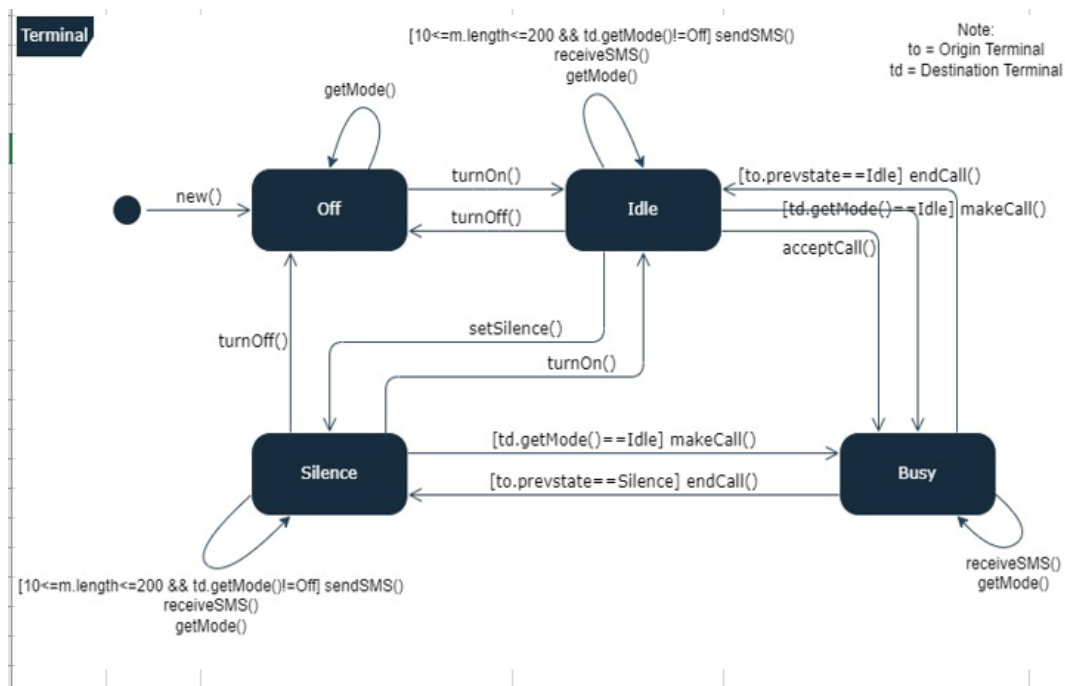 Terminal
[10<=m.length<=200 && td.getMode()!=Off] sendSMS()
receiveSMS()
getMode()
Note:
to = Origin Terminal
td = Destination Terminal
getMode()
new()
Off
turnOn()
turnOff()
Idle
[to.prevstate==Idle] endCall()
[td.getMode()==Idle] makeCall()
acceptCall()
turnOff()
setSilence()
turnOn()
Silence
[td.getMode()==Idle] makeCall()
[to.prevstate==Silence] endCall()
Busy
[10<=m.length<=200 && td.getMode()!=Off] sendSMS()
receiveSMS()
getMode()
receiveSMS()
getMode()